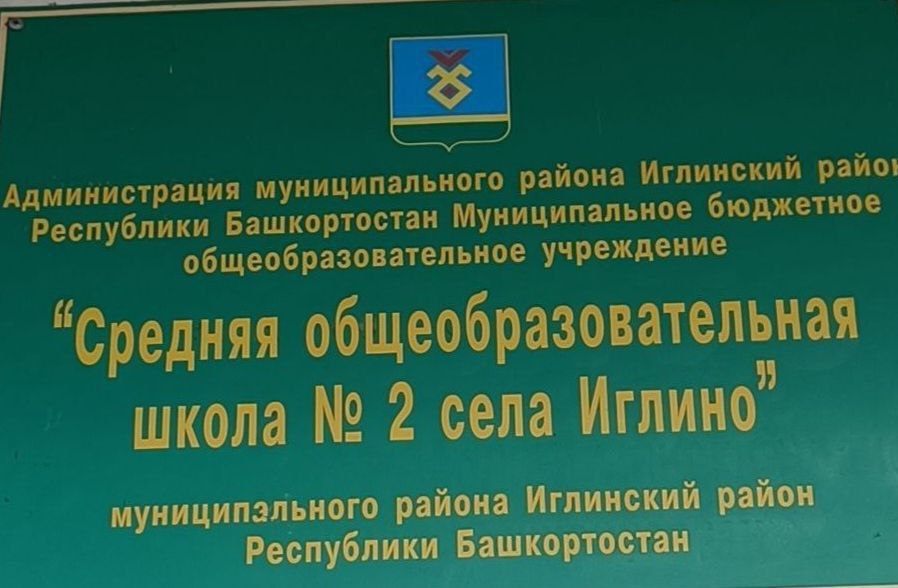 Администрация муниципального района Иглинский район
Республики Башкортостан Муниципальное бюджетное
общеобразовательное учреждение
“Средняя общеобразовательная
школа № 2 села Иглино”
муниципального района Иглинский район
Республики Башкортостан